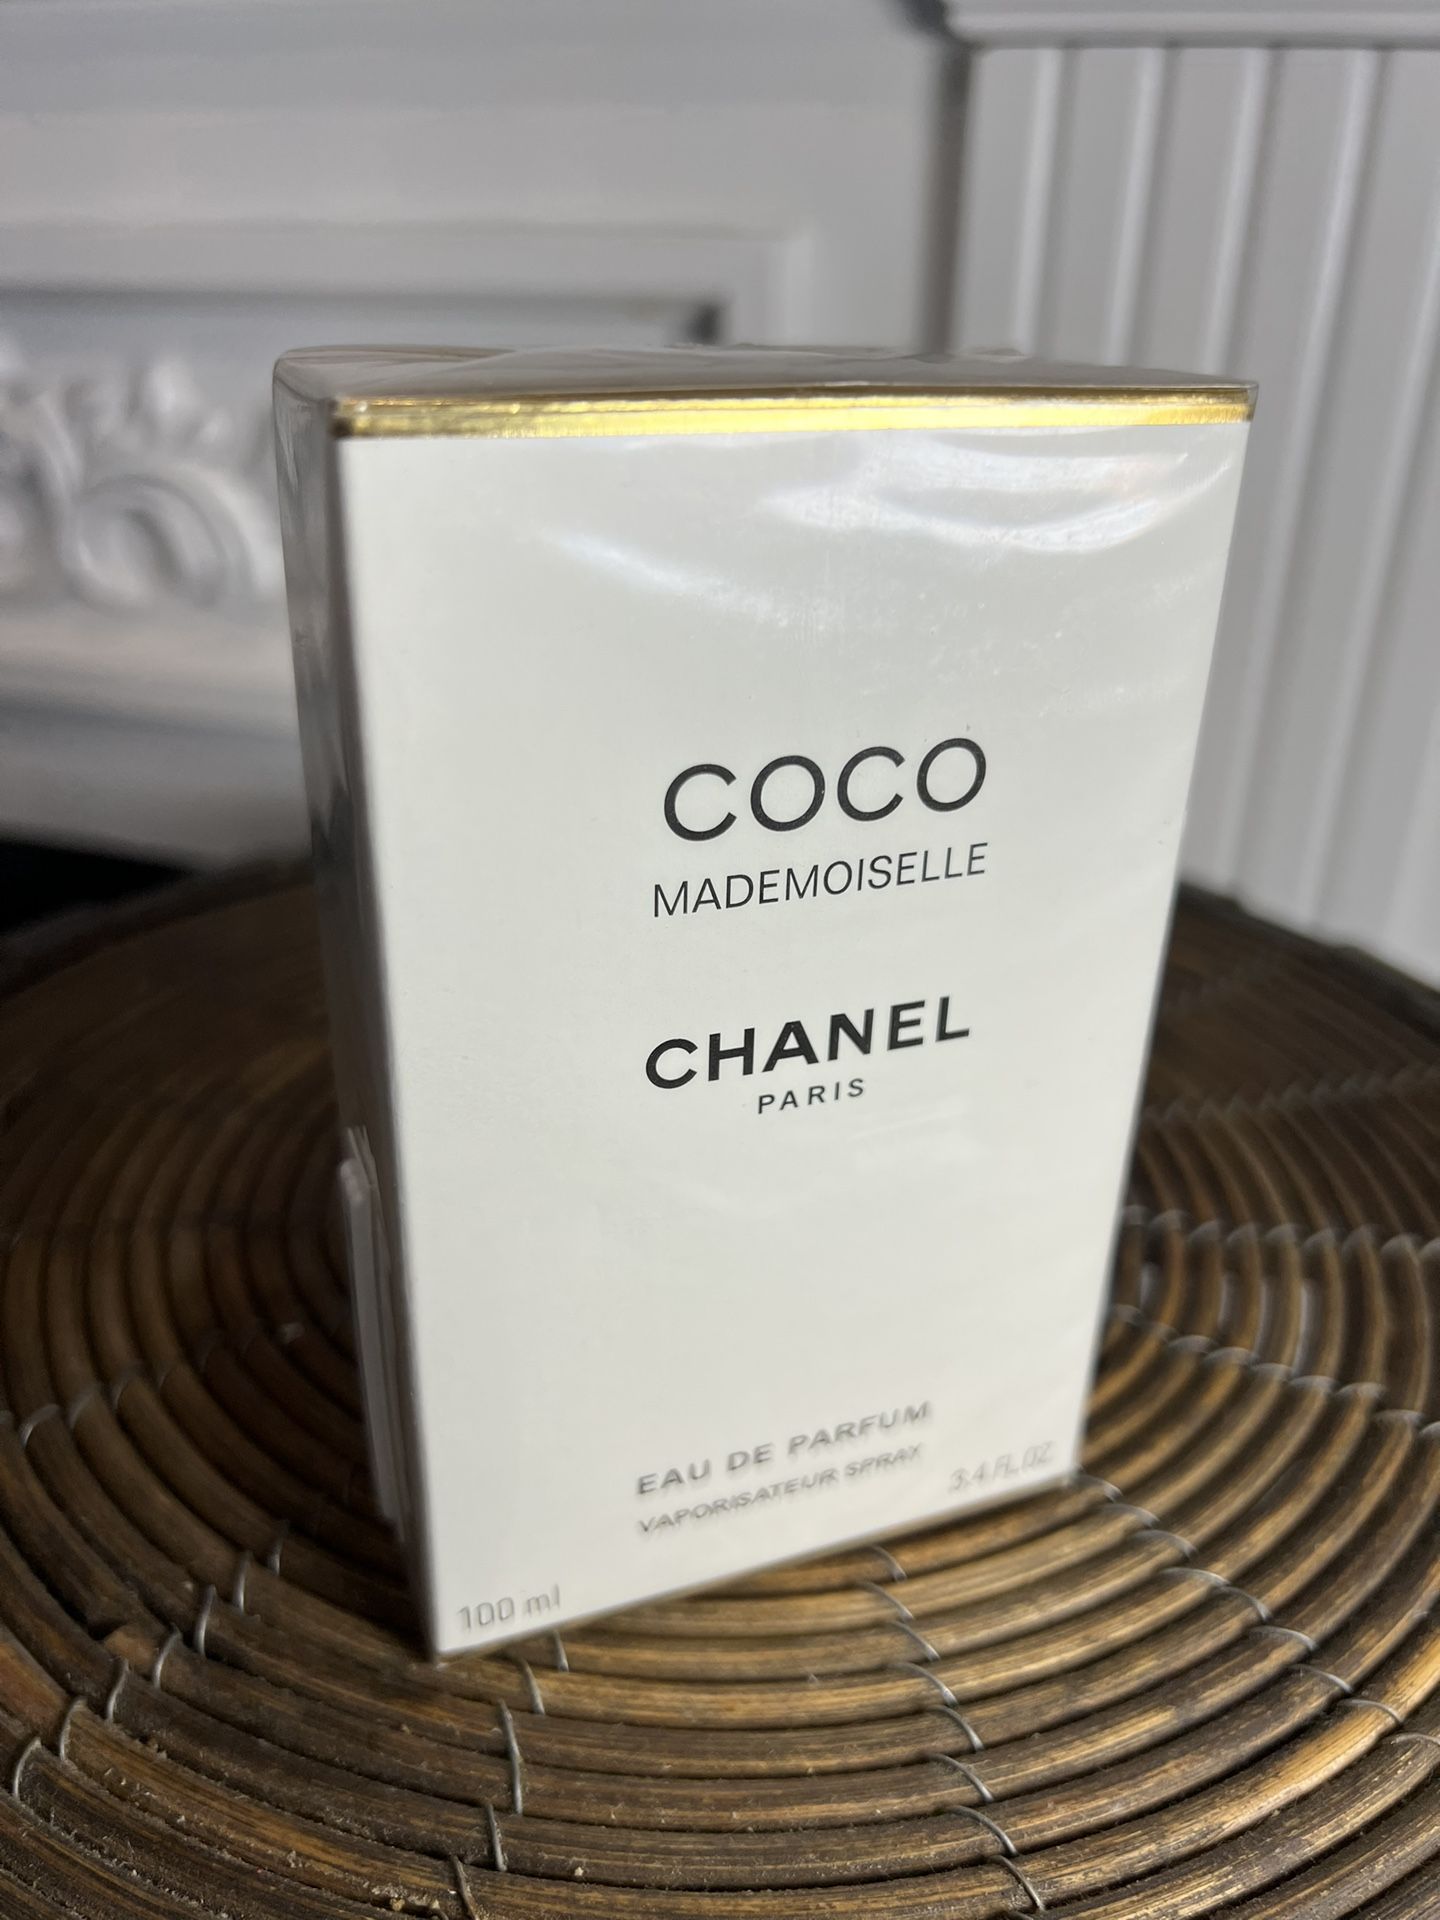 COCO
MADEMOISELLE
CHANEL
PARIS
EAU DE PARFUM
VAPORISATEUR SPRAY
100 ml 3.4 FL.OZ